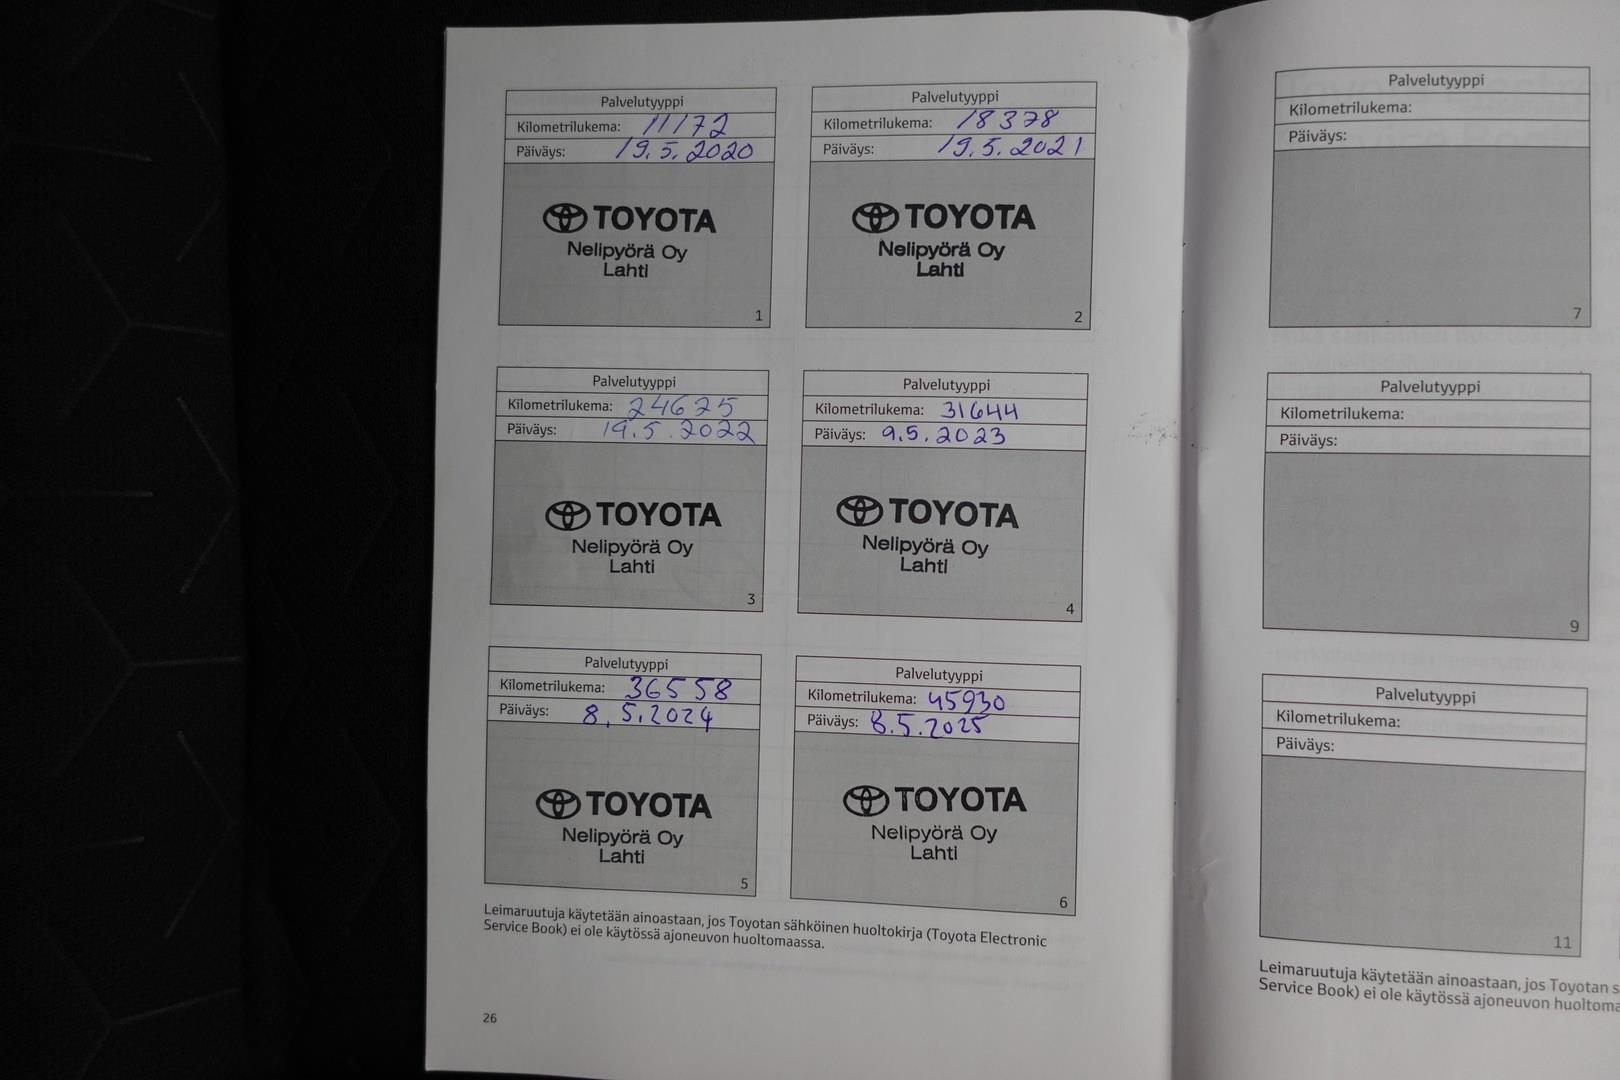 Palvelutyyppi
Kilometrilukema: 11172
Päiväys: 19.5.2020
TOYOTA
Nelipyörä Oy
Lahti
1
Palvelutyyppi
Kilometrilukema: 18378
Päiväys: 19.5.2021
TOYOTA
Nelipyörä Oy
Lahti
2
Palvelutyyppi
Kilometrilukema: 24625
Päiväys: 19.5.2022
TOYOTA
Nelipyörä Oy
Lahti
3
Palvelutyyppi
Kilometrilukema: 31644
Päiväys: 9.5.2023
TOYOTA
Nelipyörä Oy
Lahti
4
Palvelutyyppi
Kilometrilukema: 36558
Päiväys: 8.5.2024
TOYOTA
Nelipyörä Oy
Lahti
5
Palvelutyyppi
Kilometrilukema: 45930
Päiväys: 8.5.2025
TOYOTA
Nelipyörä Oy
Lahti
6
Leimaruutuja käytetään ainoastaan, jos Toyotan sähköinen huoltokirja (Toyota Electronic
Service Book) ei ole käytössä ajoneuvon huoltomaassa.
26
Palvelutyyppi
Kilometrilukema:
Päiväys:
7
Palvelutyyppi
Kilometrilukema:
Päiväys:
9
Palvelutyyppi
Kilometrilukema:
Päiväys:
11
Leimaruutuja käytetään ainoastaan, jos Toyotan
Service Book) ei ole käytössä ajoneuvon